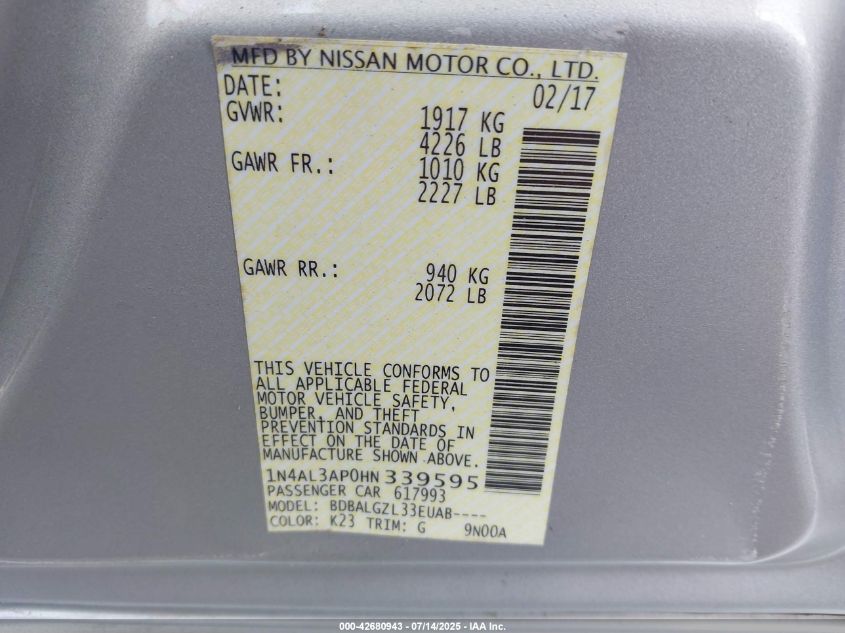 MFD BY NISSAN MOTOR CO., LTD.
DATE: 02/17
GVWR: 1917 KG
4226 LB
GAWR FR.: 1010 KG
2227 LB
GAWR RR.: 940 KG
2072 LB
THIS VEHICLE CONFORMS TO
ALL APPLICABLE FEDERAL
MOTOR VEHICLE SAFETY,
BUMPER, AND THEFT
PREVENTION STANDARDS IN
EFFECT ON THE DATE OF
MANUFACTURE SHOWN ABOVE.
1N4AL3AP0HN 339595
PASSENGER CAR 617993
MODEL: BDBALGZL33EUAB----
COLOR: K23 TRIM: G 9N00A
000-42680943 - 07/14/2025 - IAA Inc.